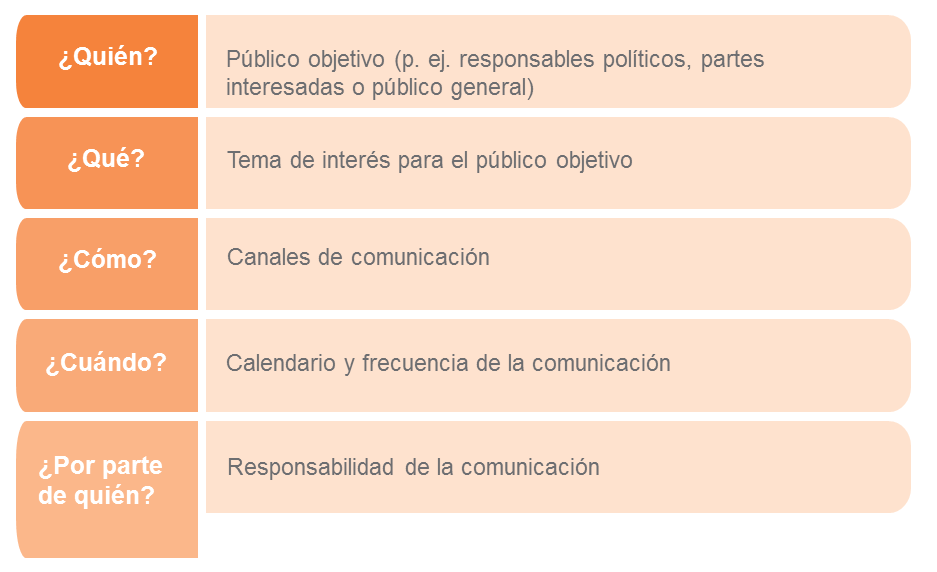 ¿Quién?
Público objetivo (p. ej. responsables políticos, partes
interesadas o público general)
¿Qué?
Tema de interés para el público objetivo
¿Cómo?
Canales de comunicación
¿Cuándo?
Calendario y frecuencia de la comunicación
¿Por parte
de quién?
Responsabilidad de la comunicación